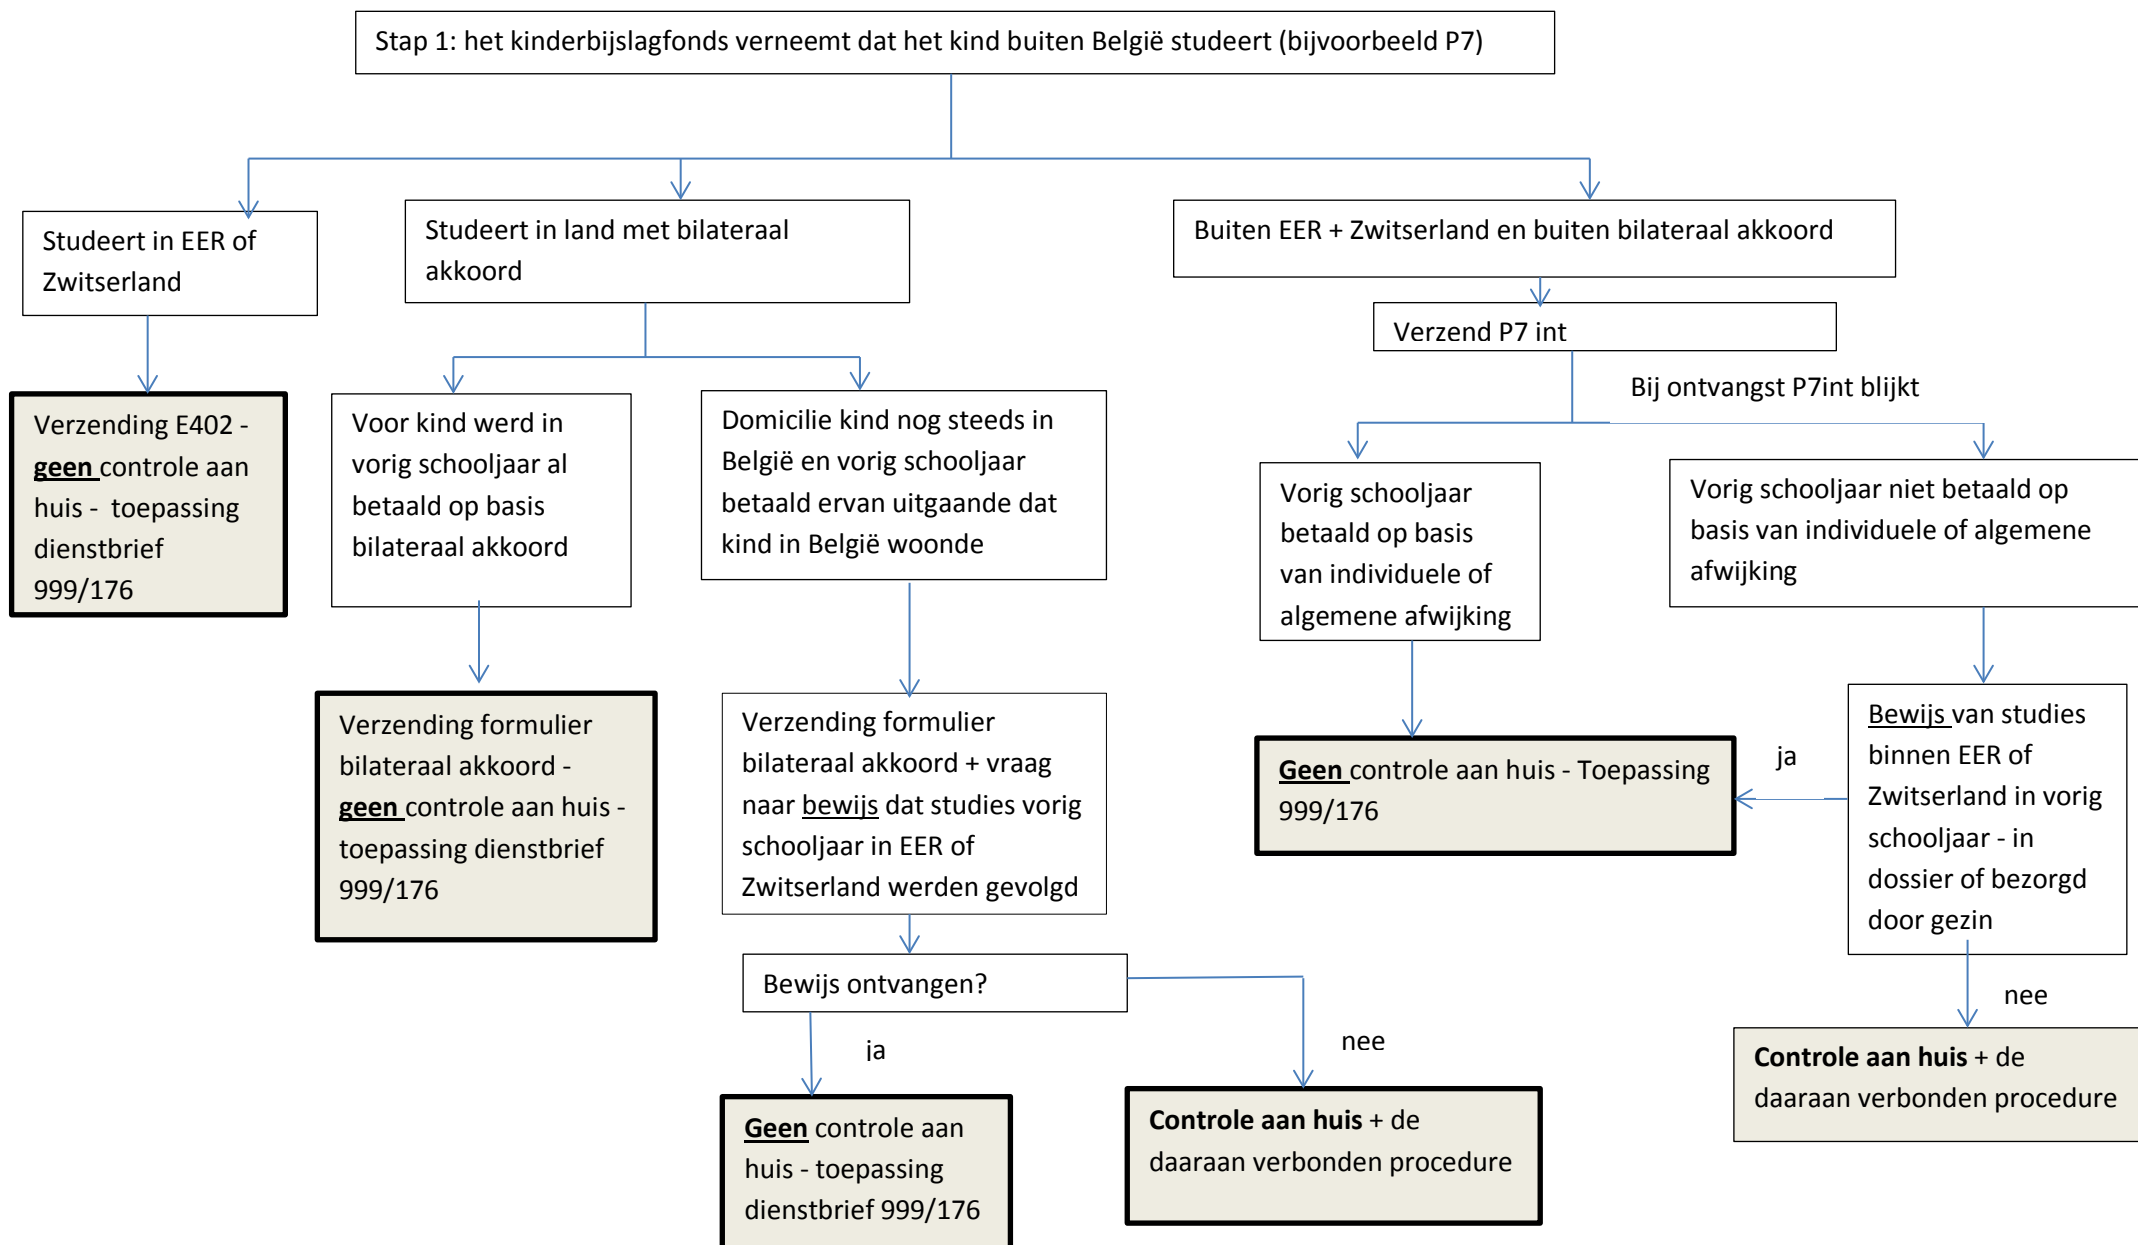 Stap 1: het kinderbijslagfonds verneemt dat het kind buiten België studeert (bijvoorbeeld P7)
Studeert in EER of
Zwitserland
Studeert in land met bilateraal
akkoord
Buiten EER + Zwitserland en buiten bilateraal akkoord
Verzend P7 int
Bij ontvangst P7int blijkt
Verzending E402 -
geen controle aan
huis - toepassing
dienstbrief
999/176
Voor kind werd in
vorig schooljaar al
betaald op basis
bilateraal akkoord
Domicilie kind nog steeds in
België en vorig schooljaar
betaald ervan uitgaande dat
kind in België woonde
Vorig schooljaar
betaald op basis
van individuele of
algemene afwijking
Vorig schooljaar niet betaald op
basis van individuele of algemene
afwijking
Verzending formulier
bilateraal akkoord -
geen controle aan huis -
toepassing dienstbrief
999/176
Verzending formulier
bilateraal akkoord + vraag
naar bewijs dat studies vorig
schooljaar in EER of
Zwitserland werden gevolgd
Geen controle aan huis - Toepassing
999/176
ja
Bewijs van studies
binnen EER of
Zwitserland in vorig
schooljaar - in
dossier of bezorgd
door gezin
Bewijs ontvangen?
nee
ja
nee
Controle aan huis + de
daaraan verbonden procedure
Geen controle aan
huis - toepassing
dienstbrief 999/176
Controle aan huis + de
daaraan verbonden procedure